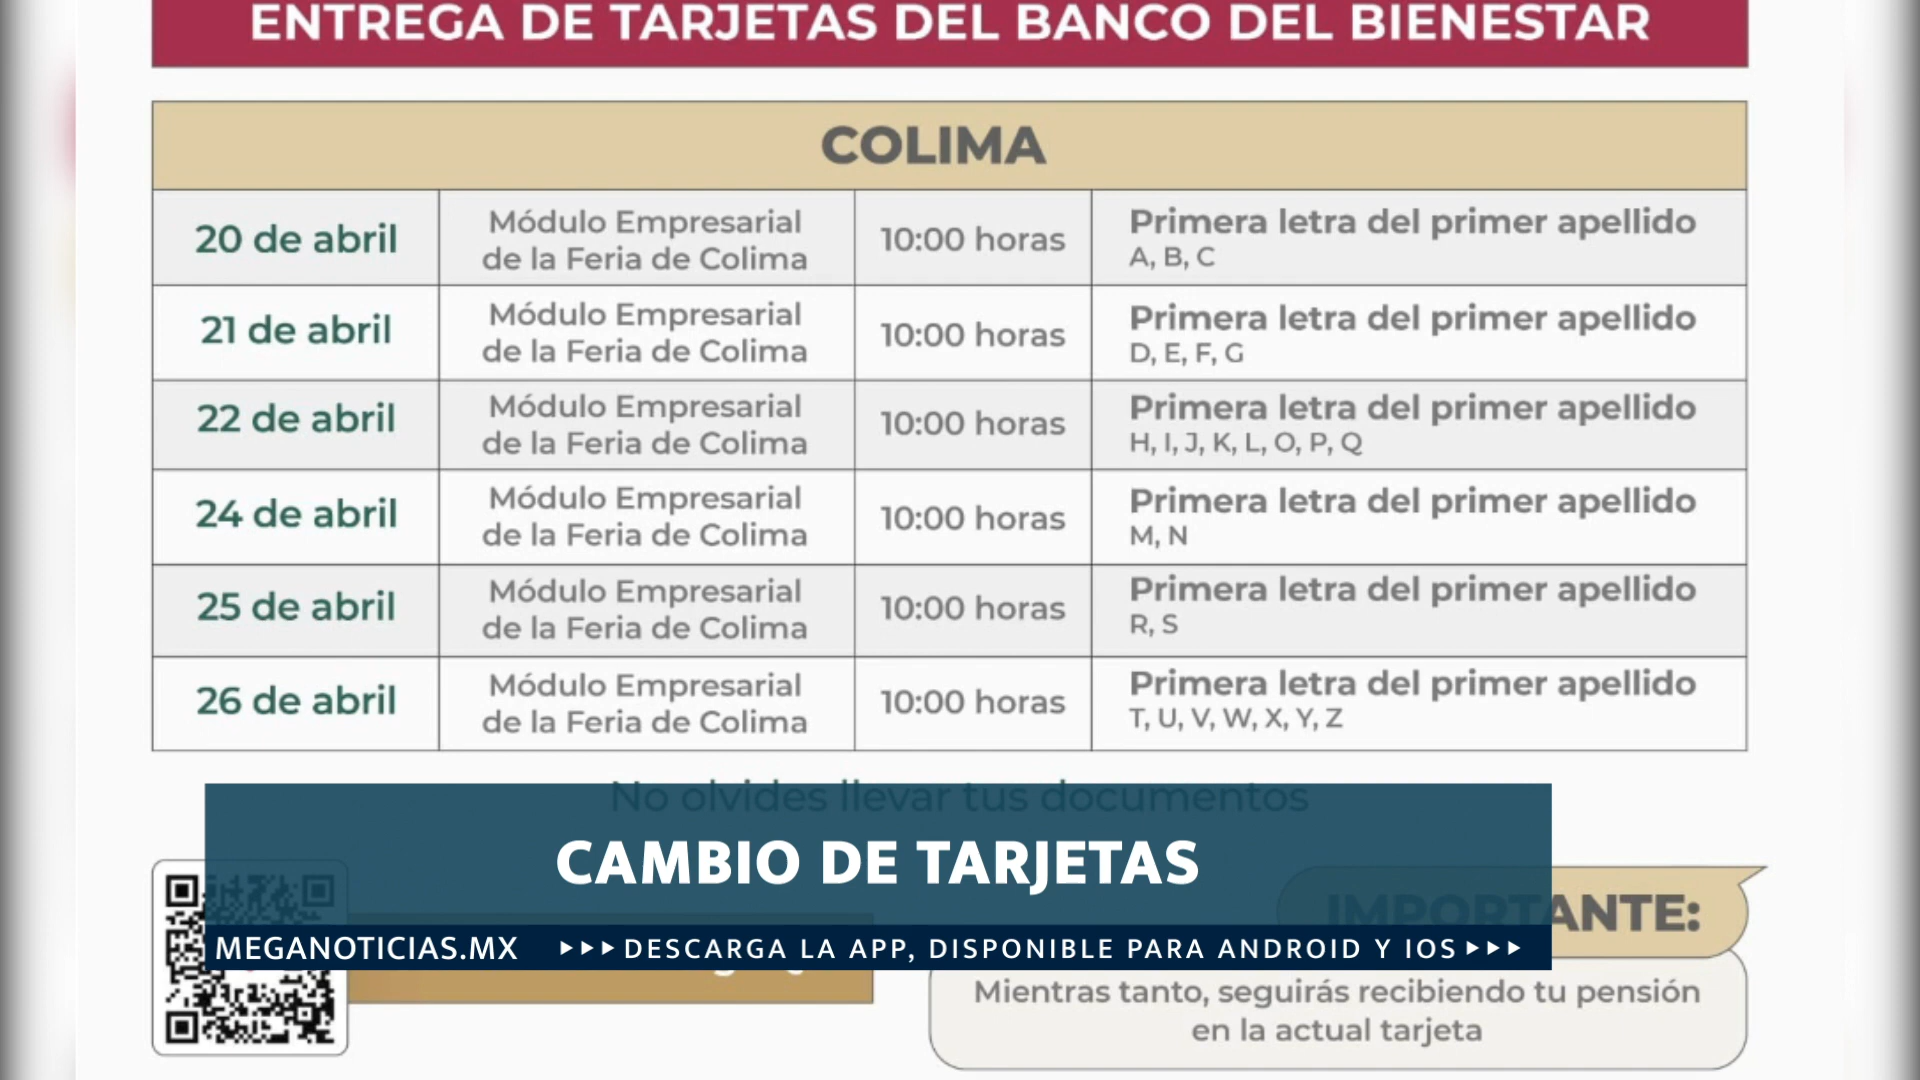 ENTREGA DE TARJETAS DEL BANCO DEL BIENESTAR
COLIMA
20 de abril
Módulo Empresarial
de la Feria de Colima
10:00 horas
Primera letra del primer apellido
A, B, C
21 de abril
Módulo Empresarial
de la Feria de Colima
10:00 horas
Primera letra del primer apellido
D, E, F, G
22 de abril
Módulo Empresarial
de la Feria de Colima
10:00 horas
Primera letra del primer apellido
H, I, J, K, L, O, P, Q
24 de abril
Módulo Empresarial
de la Feria de Colima
10:00 horas
Primera letra del primer apellido
M, N
25 de abril
Módulo Empresarial
de la Feria de Colima
10:00 horas
Primera letra del primer apellido
R, S
26 de abril
Módulo Empresarial
de la Feria de Colima
10:00 horas
Primera letra del primer apellido
T, U, V, W, X, Y, Z
No olvides llevar tus documentos
CAMBIO DE TARJETAS
IMPORTANTE:
MEGANOTICIAS.MX DESCARGA LA APP, DISPONIBLE PARA ANDROID Y IOS
Mientras tanto, seguirás recibiendo tu pensión
en la actual tarjeta